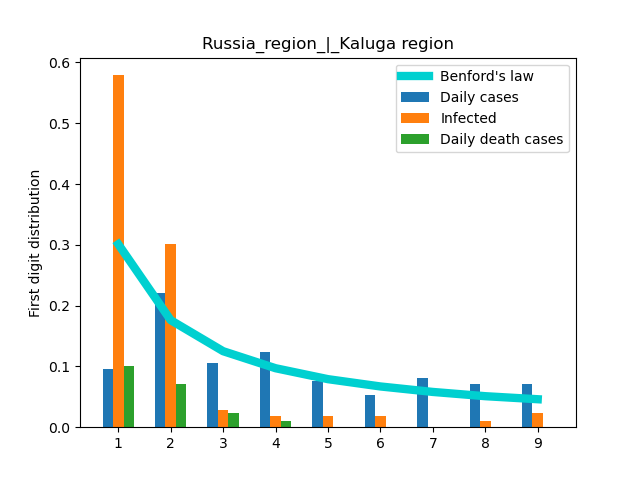 Russia_region_|_Kaluga region
First digit distribution
0.6
0.5
0.4
0.3
0.2
0.1
0.0
1 2 3 4 5 6 7 8 9
Benford's law
Daily cases
Infected
Daily death cases